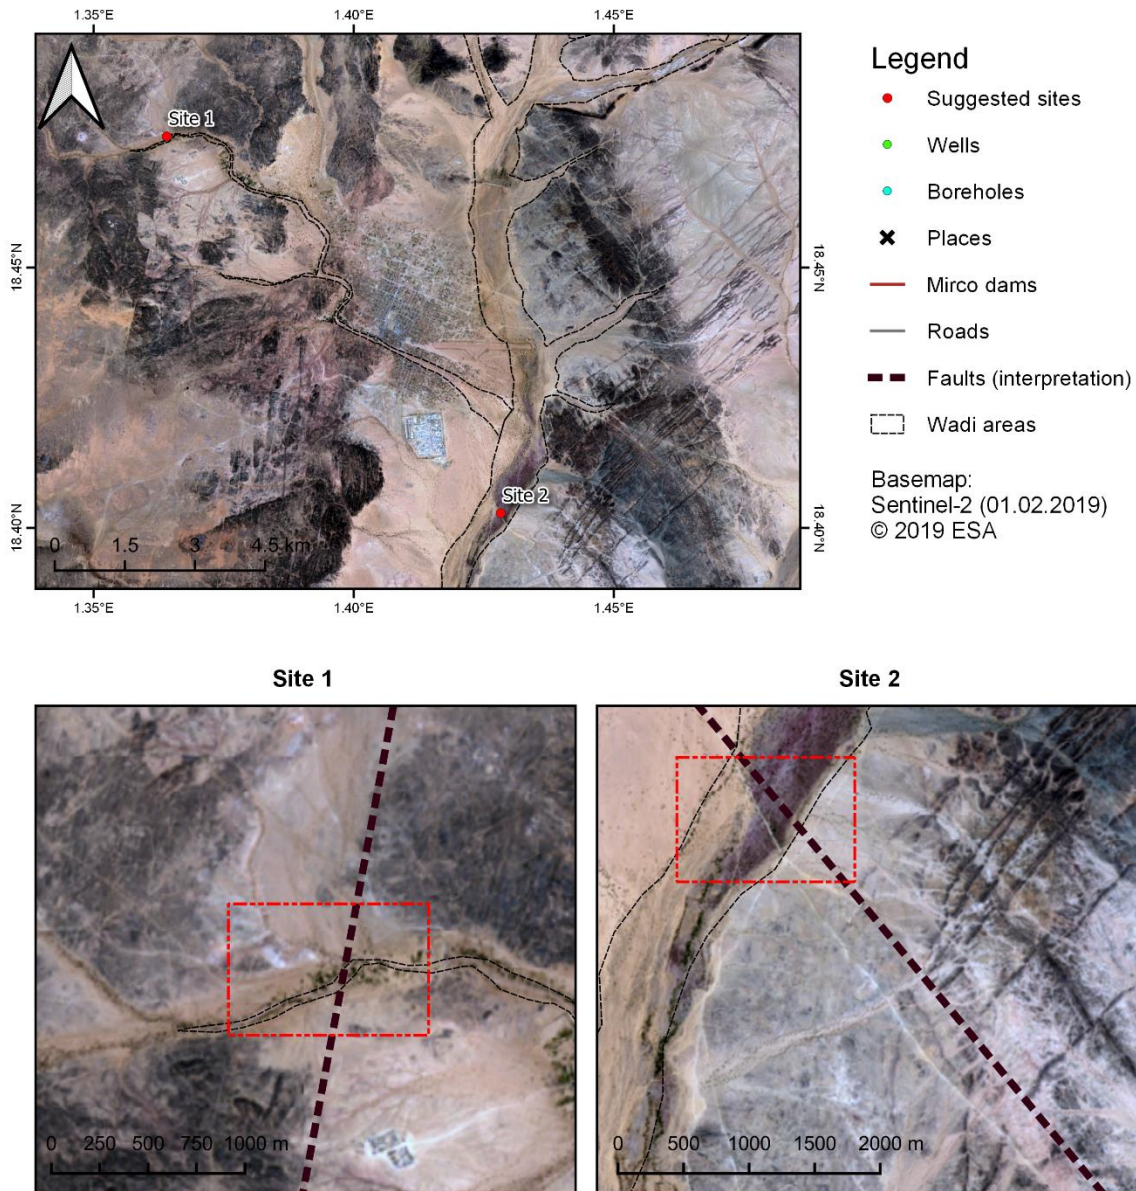 1.35°E 1.40°E 1.45°E
Site 1
18.45°N 18.45°N
Site 2
18.40°N 18.40°N
0 1.5 3 4.5 km
1.35°E 1.40°E 1.45°E
Legend
Suggested sites
Wells
Boreholes
Places
Mirco dams
Roads
Faults (interpretation)
Wadi areas
Basemap:
Sentinel-2 (01.02.2019)
© 2019 ESA
Site 1
0 250 500 750 1000 m
Site 2
0 500 1000 1500 2000 m